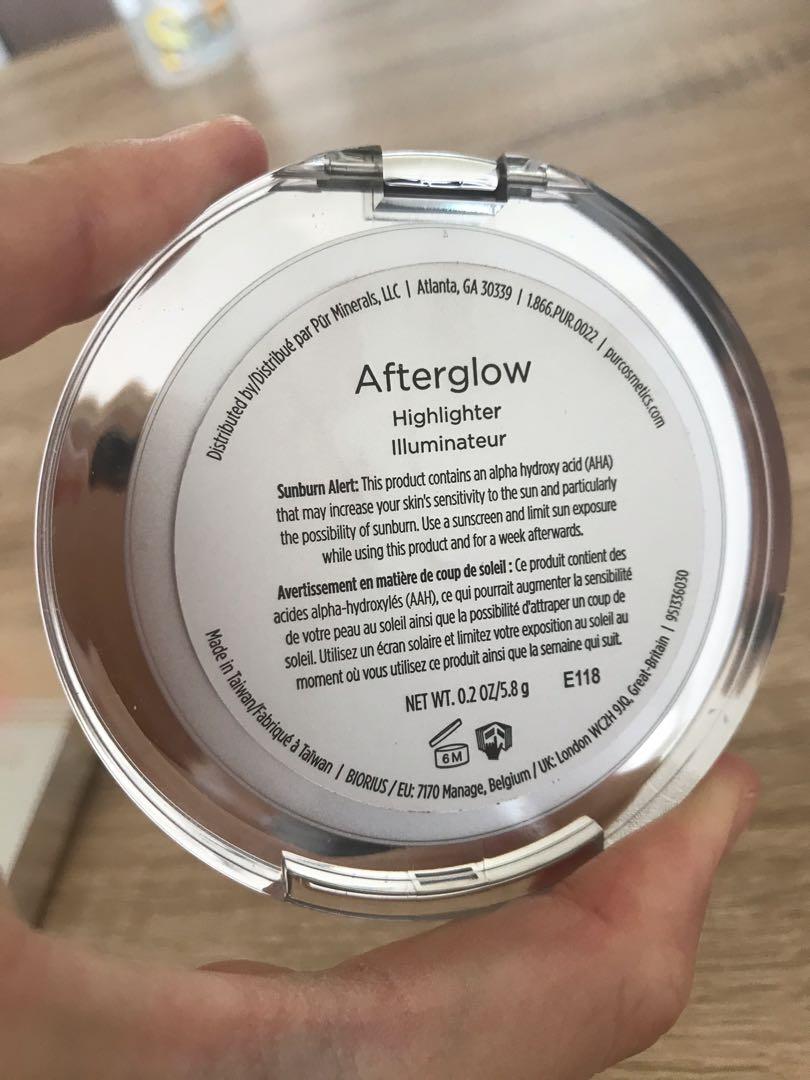 Distributed by/Distribué par Pür Minerals, LLC | Atlanta, GA 30339 | 1.866.PUR.0022 | purcosmetics.com
Afterglow
Highlighter
Illuminateur
Sunburn Alert: This product contains an alpha hydroxy acid (AHA)
that may increase your skin's sensitivity to the sun and particularly
the possibility of sunburn. Use a sunscreen and limit sun exposure
while using this product and for a week afterwards.
Avertissement en matière de coup de soleil : Ce produit contient des
acides alpha-hydroxylés (AAH), ce qui pourrait augmenter la sensibilité
de votre peau au soleil ainsi que la possibilité d'attraper un coup de
soleil. Utilisez un écran solaire et limitez votre exposition au soleil au
moment où vous utilisez ce produit ainsi que la semaine qui suit.
NET WT. 0.2 OZ/5.8 g E118
6M
Made in Taiwan/Fabriqué à Taïwan | BIORIUS / EU: 7170 Manage, Belgium / UK: London WC2H 9JQ, Great-Britain | 951336030